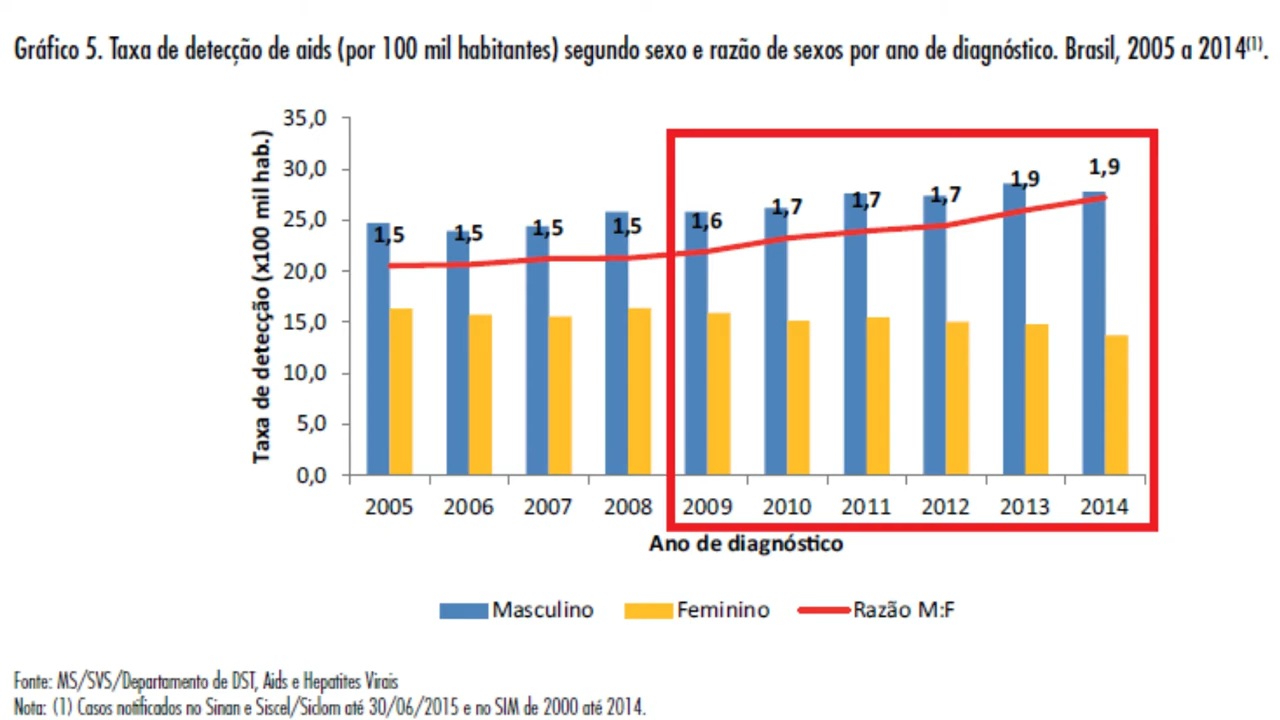 Gráfico 5. Taxa de detecção de aids (por 100 mil habitantes) segundo sexo e razão de sexos por ano de diagnóstico. Brasil, 2005 a 2014(1).
Taxa de detecção (x100 mil hab.)
35,0
30,0
25,0
20,0
15,0
10,0
5,0
0,0
1,5 1,5 1,5 1,5 1,6 1,7 1,7 1,7 1,9 1,9
2005 2006 2007 2008 2009 2010 2011 2012 2013 2014
Ano de diagnóstico
Masculino Feminino Razão M:F
Fonte: MS/SVS/Departamento de DST, Aids e Hepatites Virais
Nota: (1) Casos notificados no Sinan e Siscel/Siclom até 30/06/2015 e no SIM de 2000 até 2014.